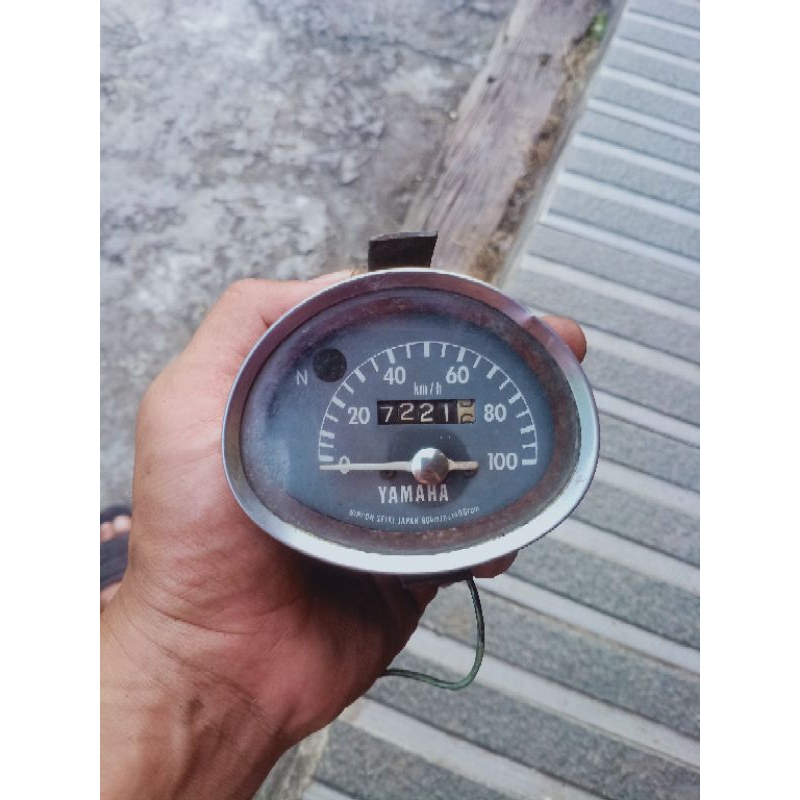 N
40 60
km/h
20 7221 80
0 100
YAMAHA
NIPPON SEIKI JAPAN